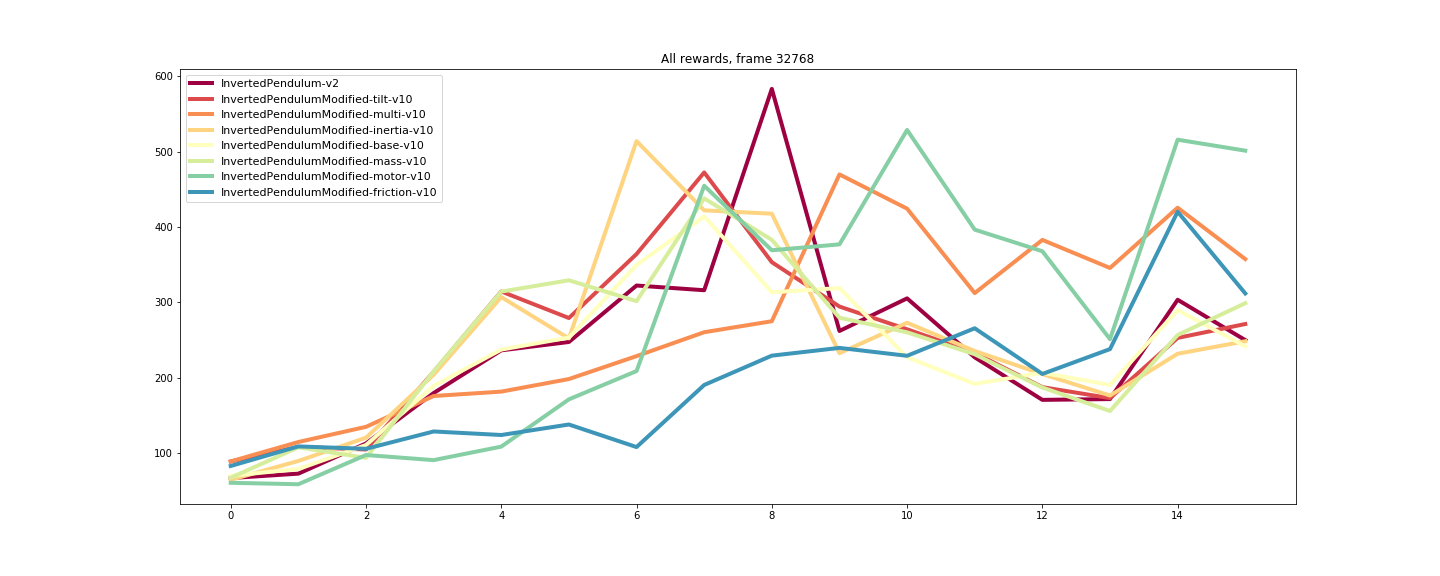 All rewards, frame 32768
600
500
400
300
200
100
InvertedPendulum-v2
InvertedPendulumModified-tilt-v10
InvertedPendulumModified-multi-v10
InvertedPendulumModified-inertia-v10
InvertedPendulumModified-base-v10
InvertedPendulumModified-mass-v10
InvertedPendulumModified-motor-v10
InvertedPendulumModified-friction-v10
0 2 4 6 8 10 12 14